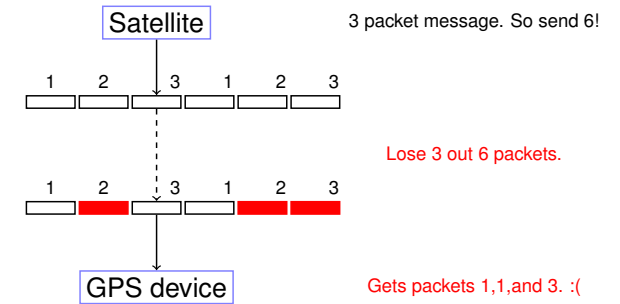 Satellite
3 packet message. So send 6!
1 2 3 1 2 3
Lose 3 out 6 packets.
1 2 3 1 2 3
GPS device
Gets packets 1,1,and 3. :(